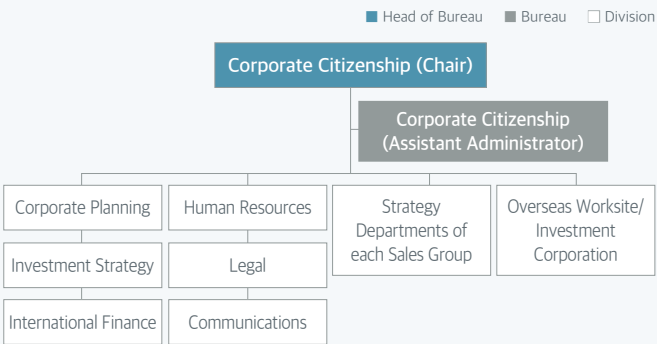 Head of Bureau
Bureau
Division
Corporate Citizenship (Chair)
Corporate Citizenship
(Assistant Administrator)
Corporate Planning
Human Resources
Strategy
Departments of
each Sales Group
Overseas Worksite/
Investment
Corporation
Investment Strategy
Legal
International Finance
Communications